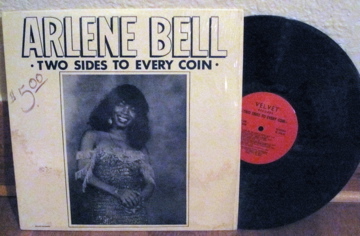 ARLENE BELL
· TWO SIDES TO EVERY COIN ·
$5.00
VELVET
TWO SIDES TO EVERY COIN